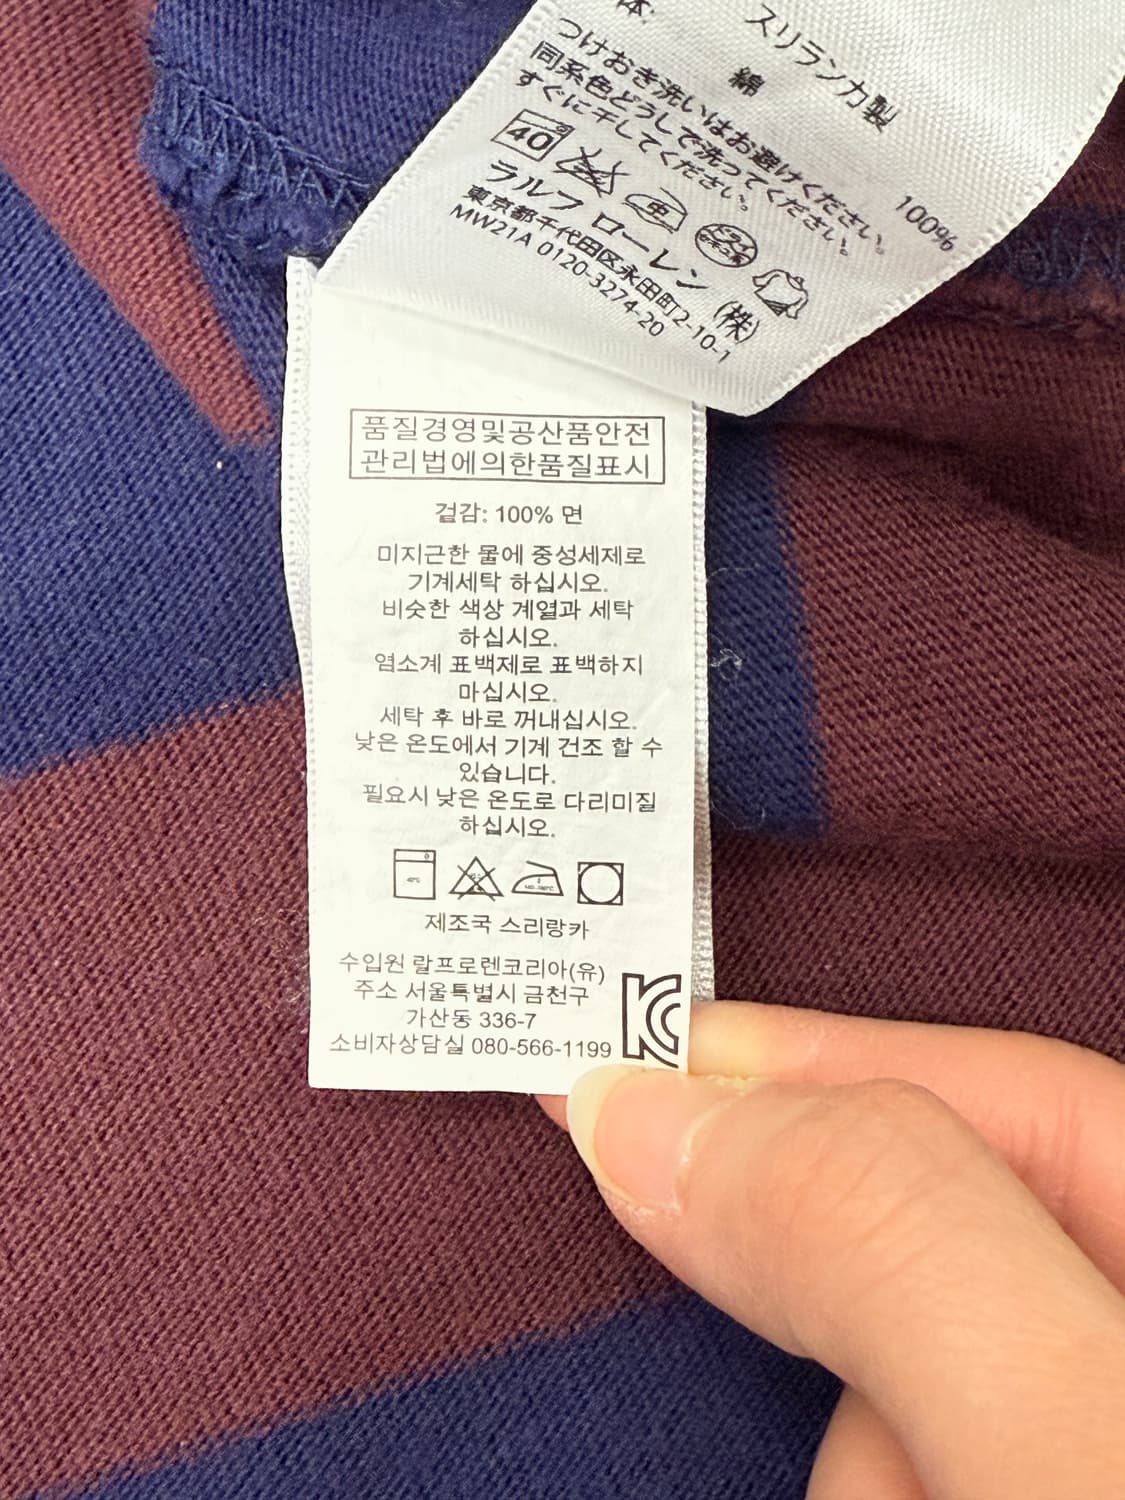 体:
スリランカ製
綿
100%
つけおき洗いはお避けください。
同系色どうしで洗ってください。
すぐに干してください。
40
ラルフ ローレン (株)
東京都千代田区永田町2-10-1
MW21A 0120-3274-20
품질경영및공산품안전
관리법에의한품질표시
겉감: 100% 면
미지근한 물에 중성세제로
기계세탁 하십시오.
비슷한 색상 계열과 세탁
하십시오.
염소계 표백제로 표백하지
마십시오.
세탁 후 바로 꺼내십시오.
낮은 온도에서 기계 건조 할 수
있습니다.
필요시 낮은 온도로 다리미질
하십시오.
제조국 스리랑카
수입원 랄프로렌코리아(유)
주소 서울특별시 금천구
가산동 336-7
소비자상담실 080-566-1199
KC